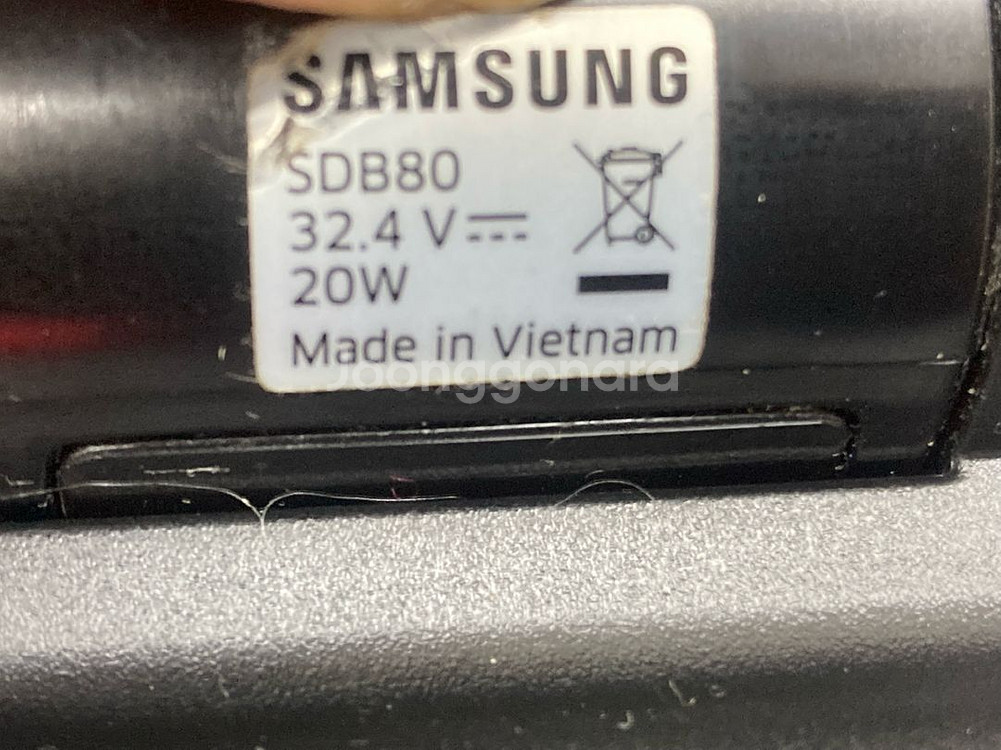 SAMSUNG
SDB80
32.4 V
20W
Made in Vietnam
Joonggonara